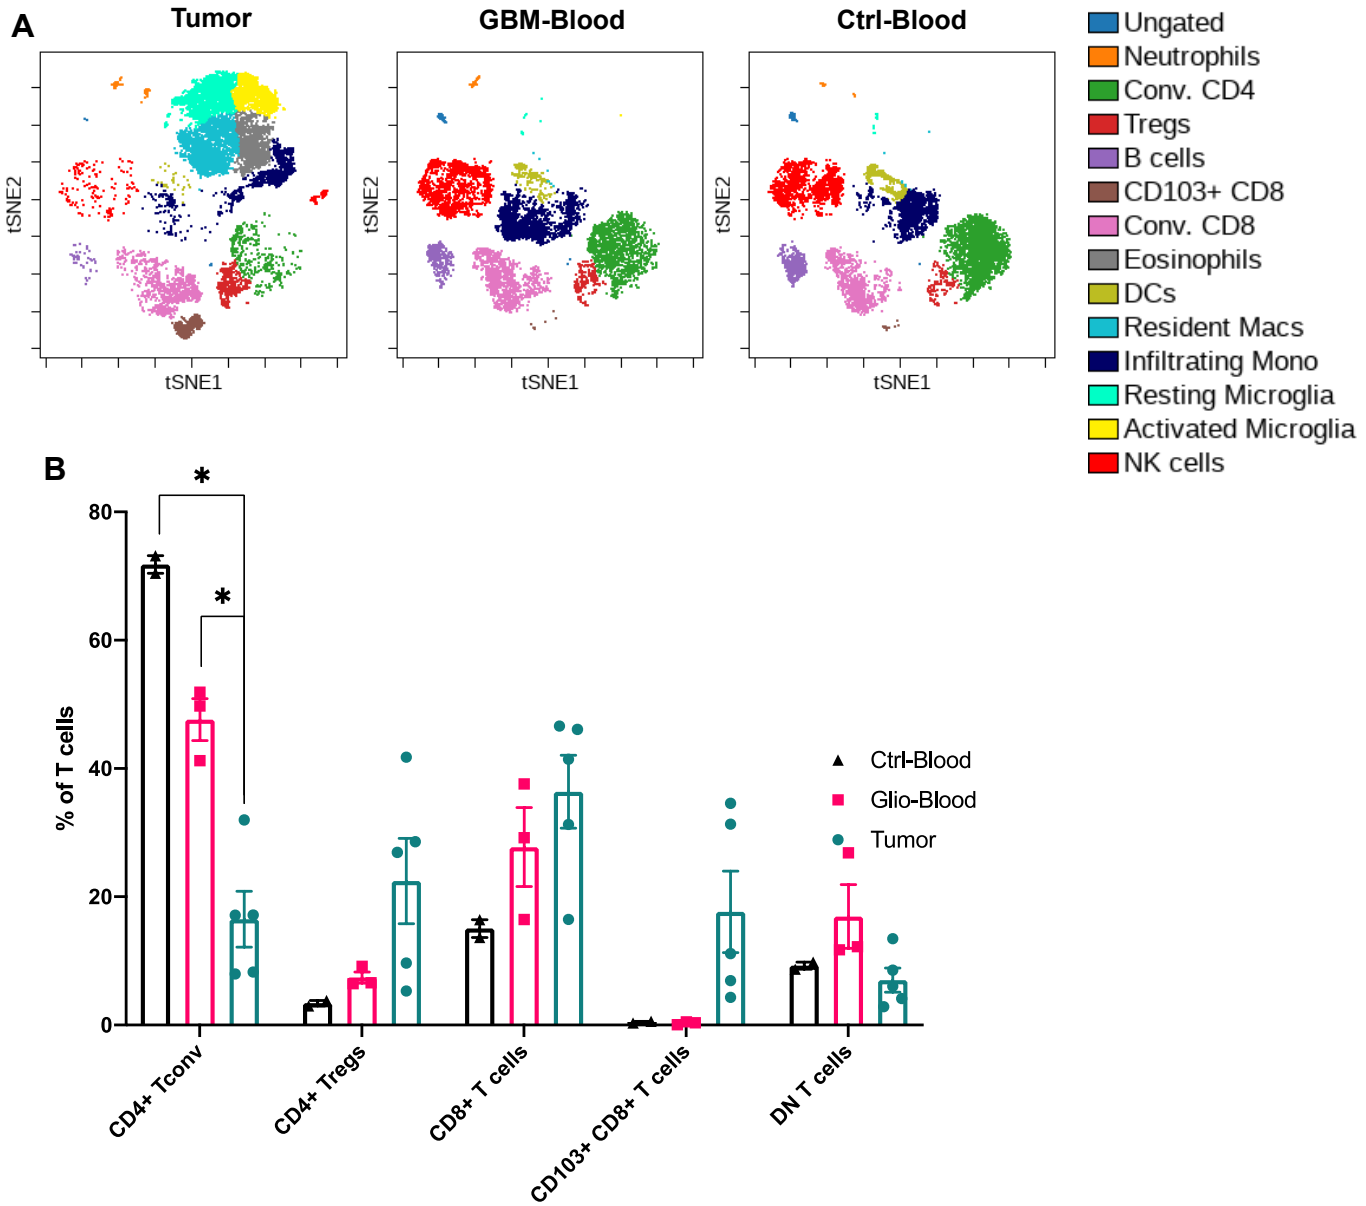 A
Tumor
GBM-Blood
Ctrl-Blood
tSNE2
tSNE1
tSNE2
tSNE1
tSNE2
tSNE1
Ungated
Neutrophils
Conv. CD4
Tregs
B cells
CD103+ CD8
Conv. CD8
Eosinophils
DCs
Resident Macs
Infiltrating Mono
Resting Microglia
Activated Microglia
NK cells
B
% of T cells
80
60
40
20
0
*
*
Ctrl-Blood
Glio-Blood
Tumor
CD4+ Tconv
CD4+ Tregs
CD8+ T cells
CD103+ CD8+ T cells
DN T cells